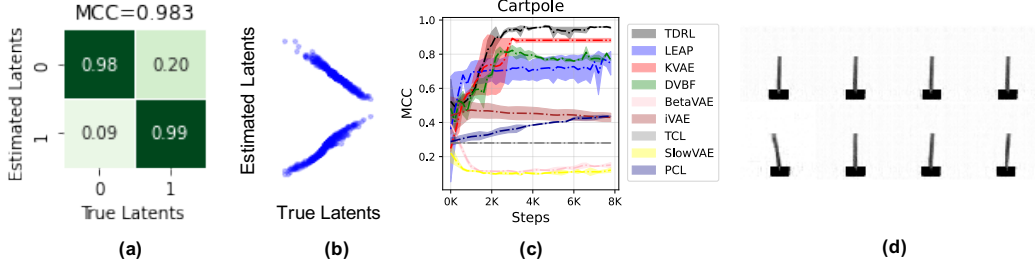 MCC=0.983
Estimated Latents
0
1
0.98
0.20
0.09
0.99
0
1
True Latents
(a)
Estimated Latents
True Latents
(b)
Cartpole
MCC
1.0
0.8
0.6
0.4
0.2
0K
2K
4K
6K
8K
Steps
TDRL
LEAP
KVAE
DVBF
BetaVAE
iVAE
TCL
SlowVAE
PCL
(c)
(d)